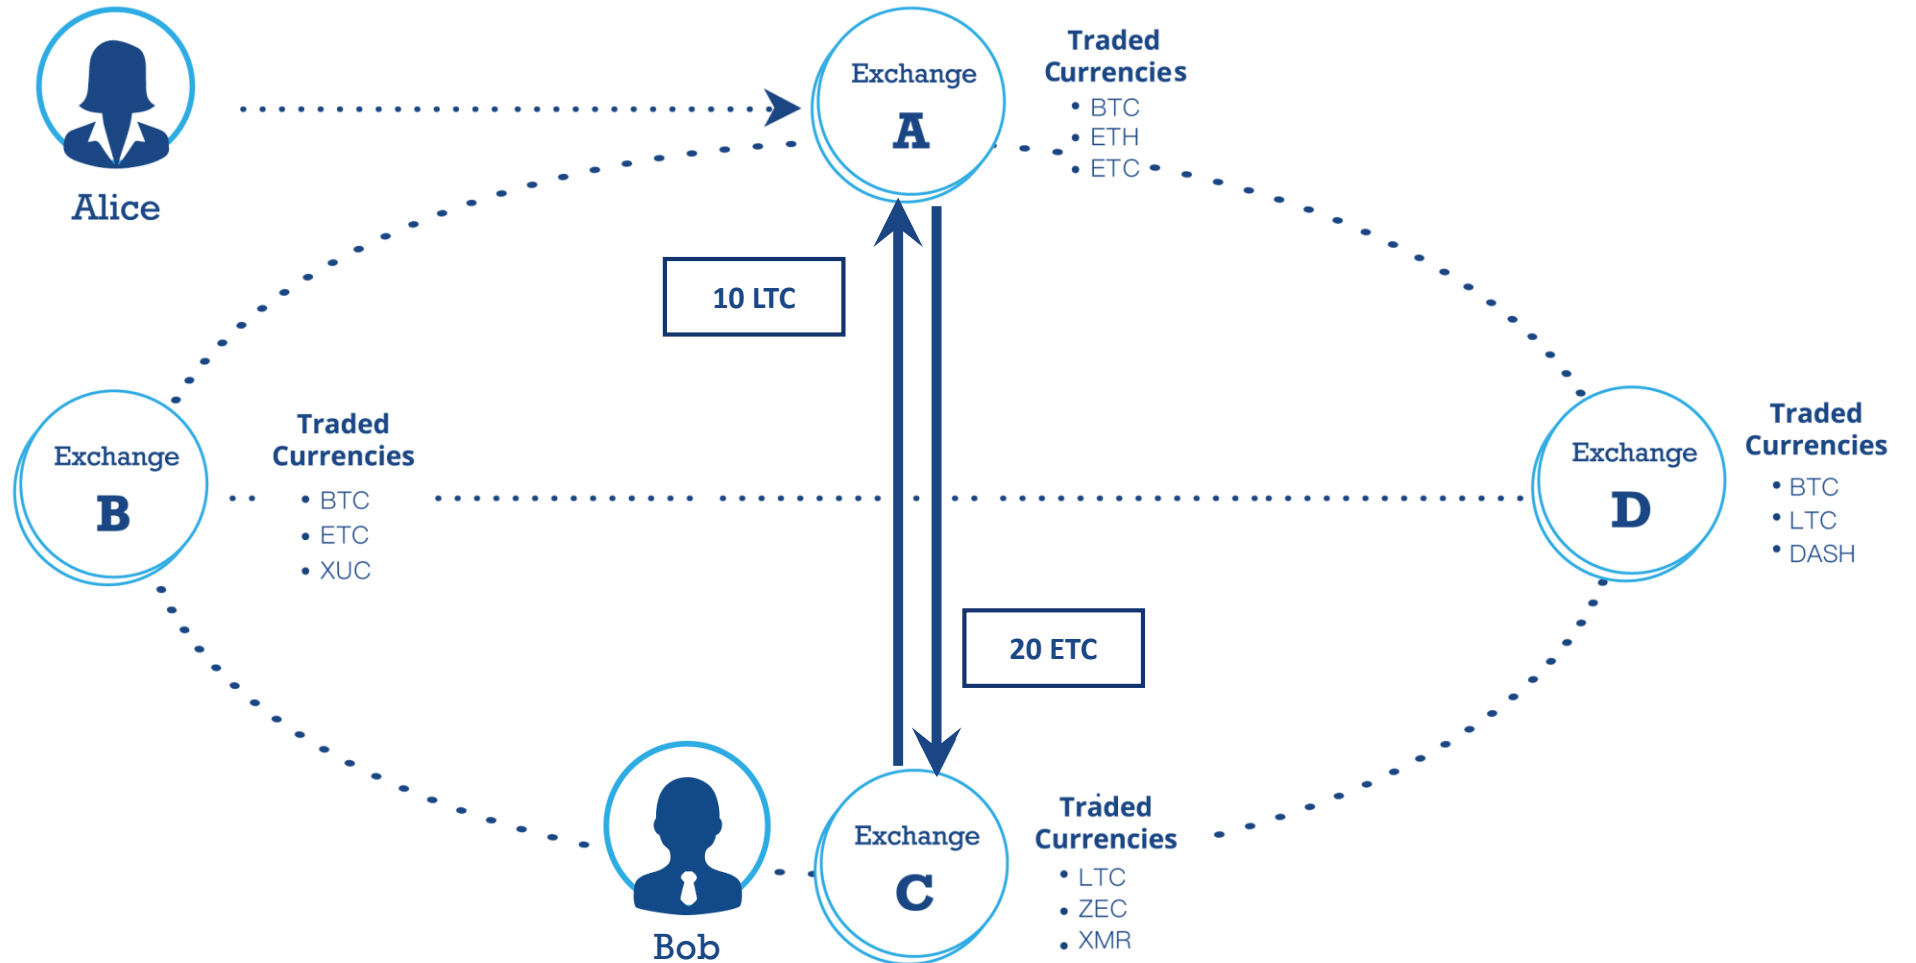 Alice
Exchange
A
Traded
Currencies
• BTC
• ETH
• ETC
10 LTC
Exchange
B
Traded
Currencies
• BTC
• ETC
• XUC
Exchange
D
Traded
Currencies
• BTC
• LTC
• DASH
20 ETC
Bob
Exchange
C
Traded
Currencies
• LTC
• ZEC
• XMR